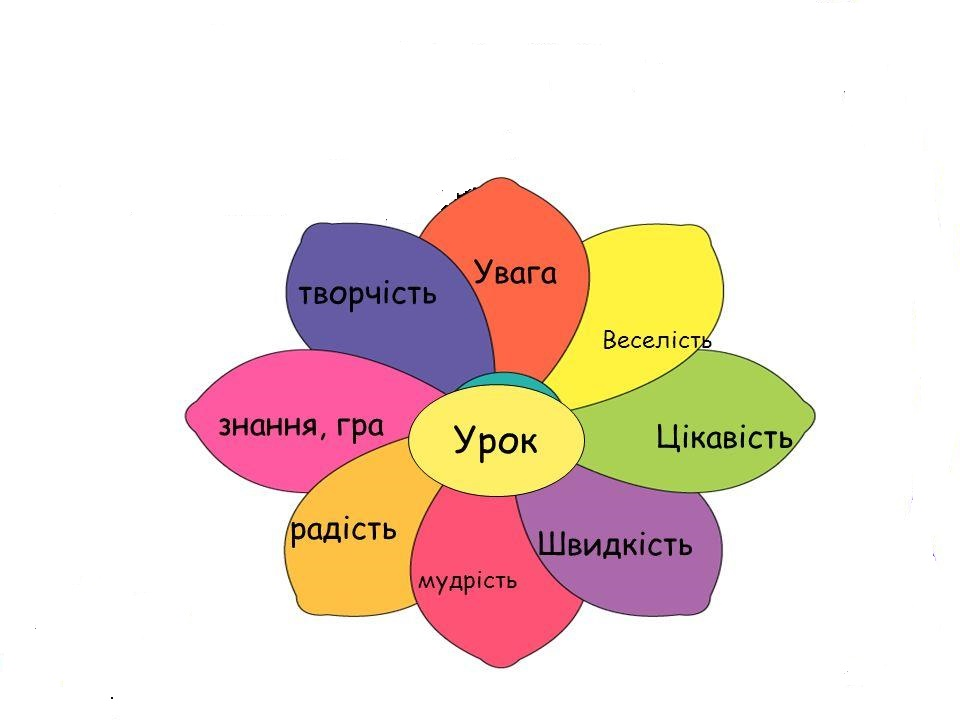 Увага
творчість
Веселість
знання, гра
Урок
Цікавість
радість
Швидкість
мудрість